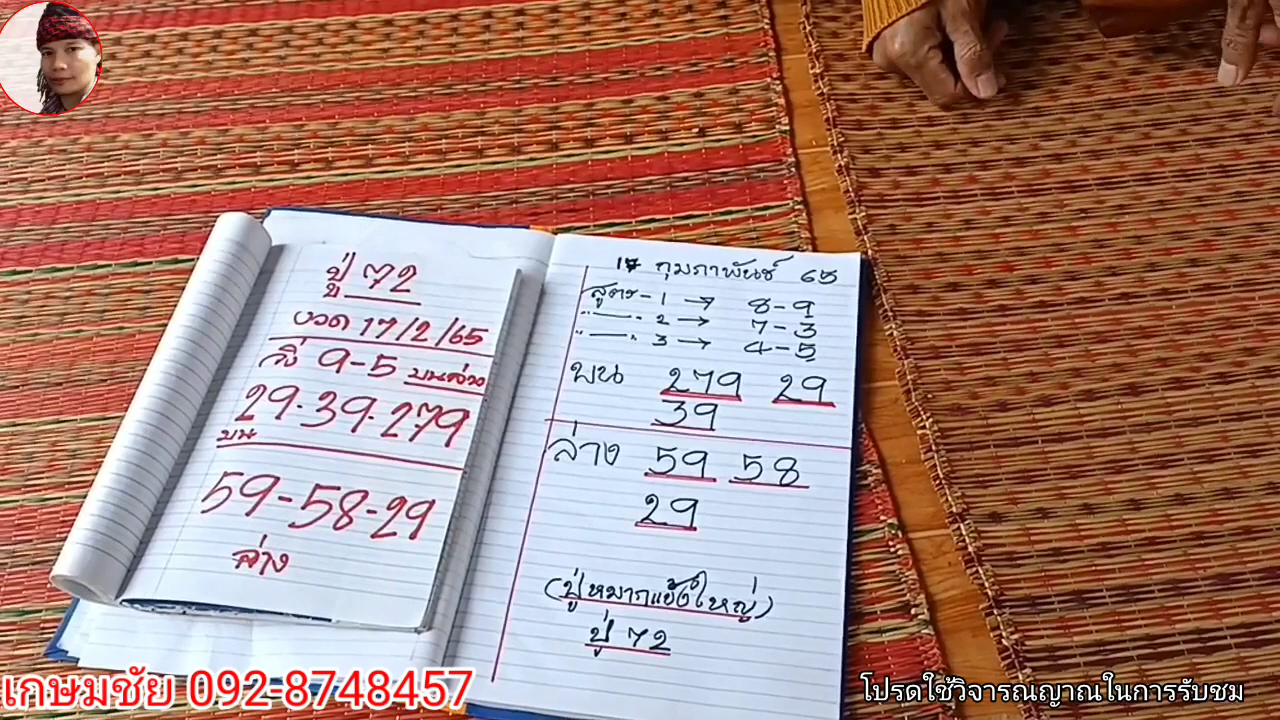 ปู่ 72
งวด 17/2/65
วิ่ง 9-5 บนล่าง
29-39-279
บน
59-58-29
ล่าง
17 กุมภาพันธ์ 65
สูตร-1 → 8-9
"—" 2 → 7-3
"—" 3 → 4-5
บน 279 29
39
ล่าง 59 58
29
(ปู่หมากแข้งใหญ่)
ปู่ 72
เกษมชัย 092-8748457
โปรดใช้วิจารณญาณในการรับชม